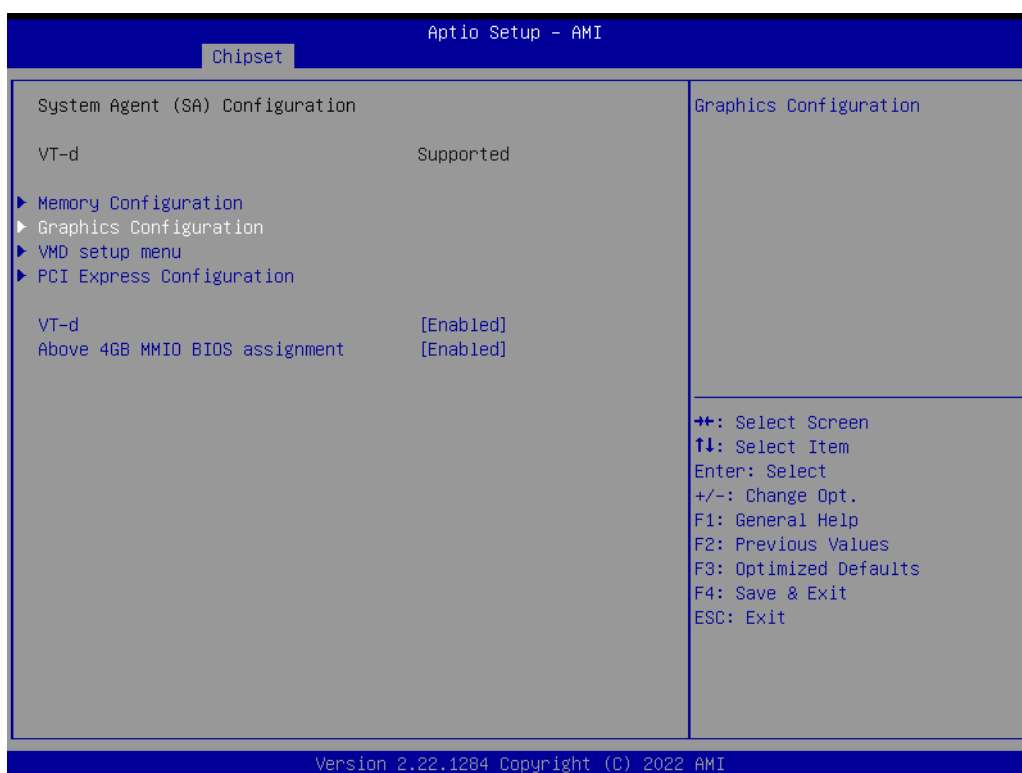 Aptio Setup – AMI
Chipset
System Agent (SA) Configuration
VT-d Supported
▶ Memory Configuration
▶ Graphics Configuration
▶ VMD setup menu
▶ PCI Express Configuration
VT-d [Enabled]
Above 4GB MMIO BIOS assignment [Enabled]
Graphics Configuration
→←: Select Screen
↑↓: Select Item
Enter: Select
+/-: Change Opt.
F1: General Help
F2: Previous Values
F3: Optimized Defaults
F4: Save & Exit
ESC: Exit
Version 2.22.1284 Copyright (C) 2022 AMI